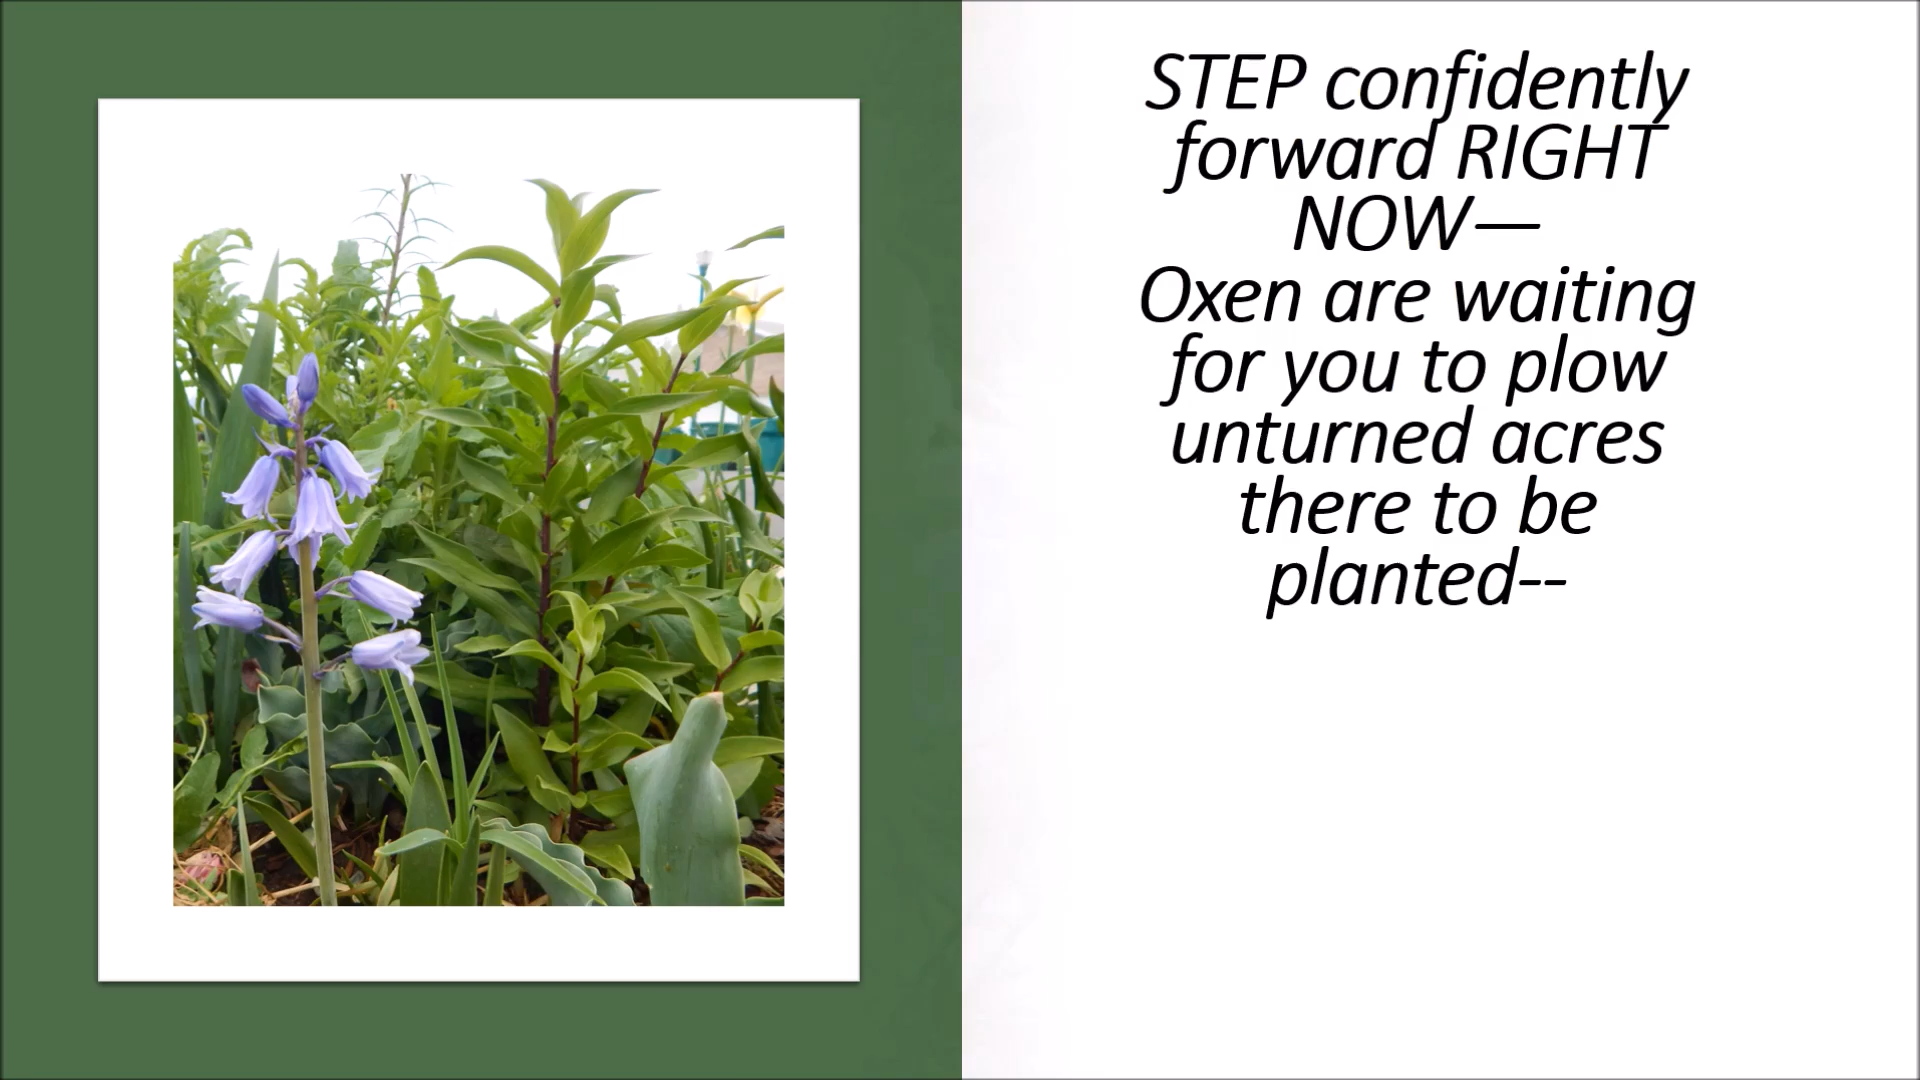 STEP confidently
forward RIGHT
NOW—
Oxen are waiting
for you to plow
unturned acres
there to be
planted--